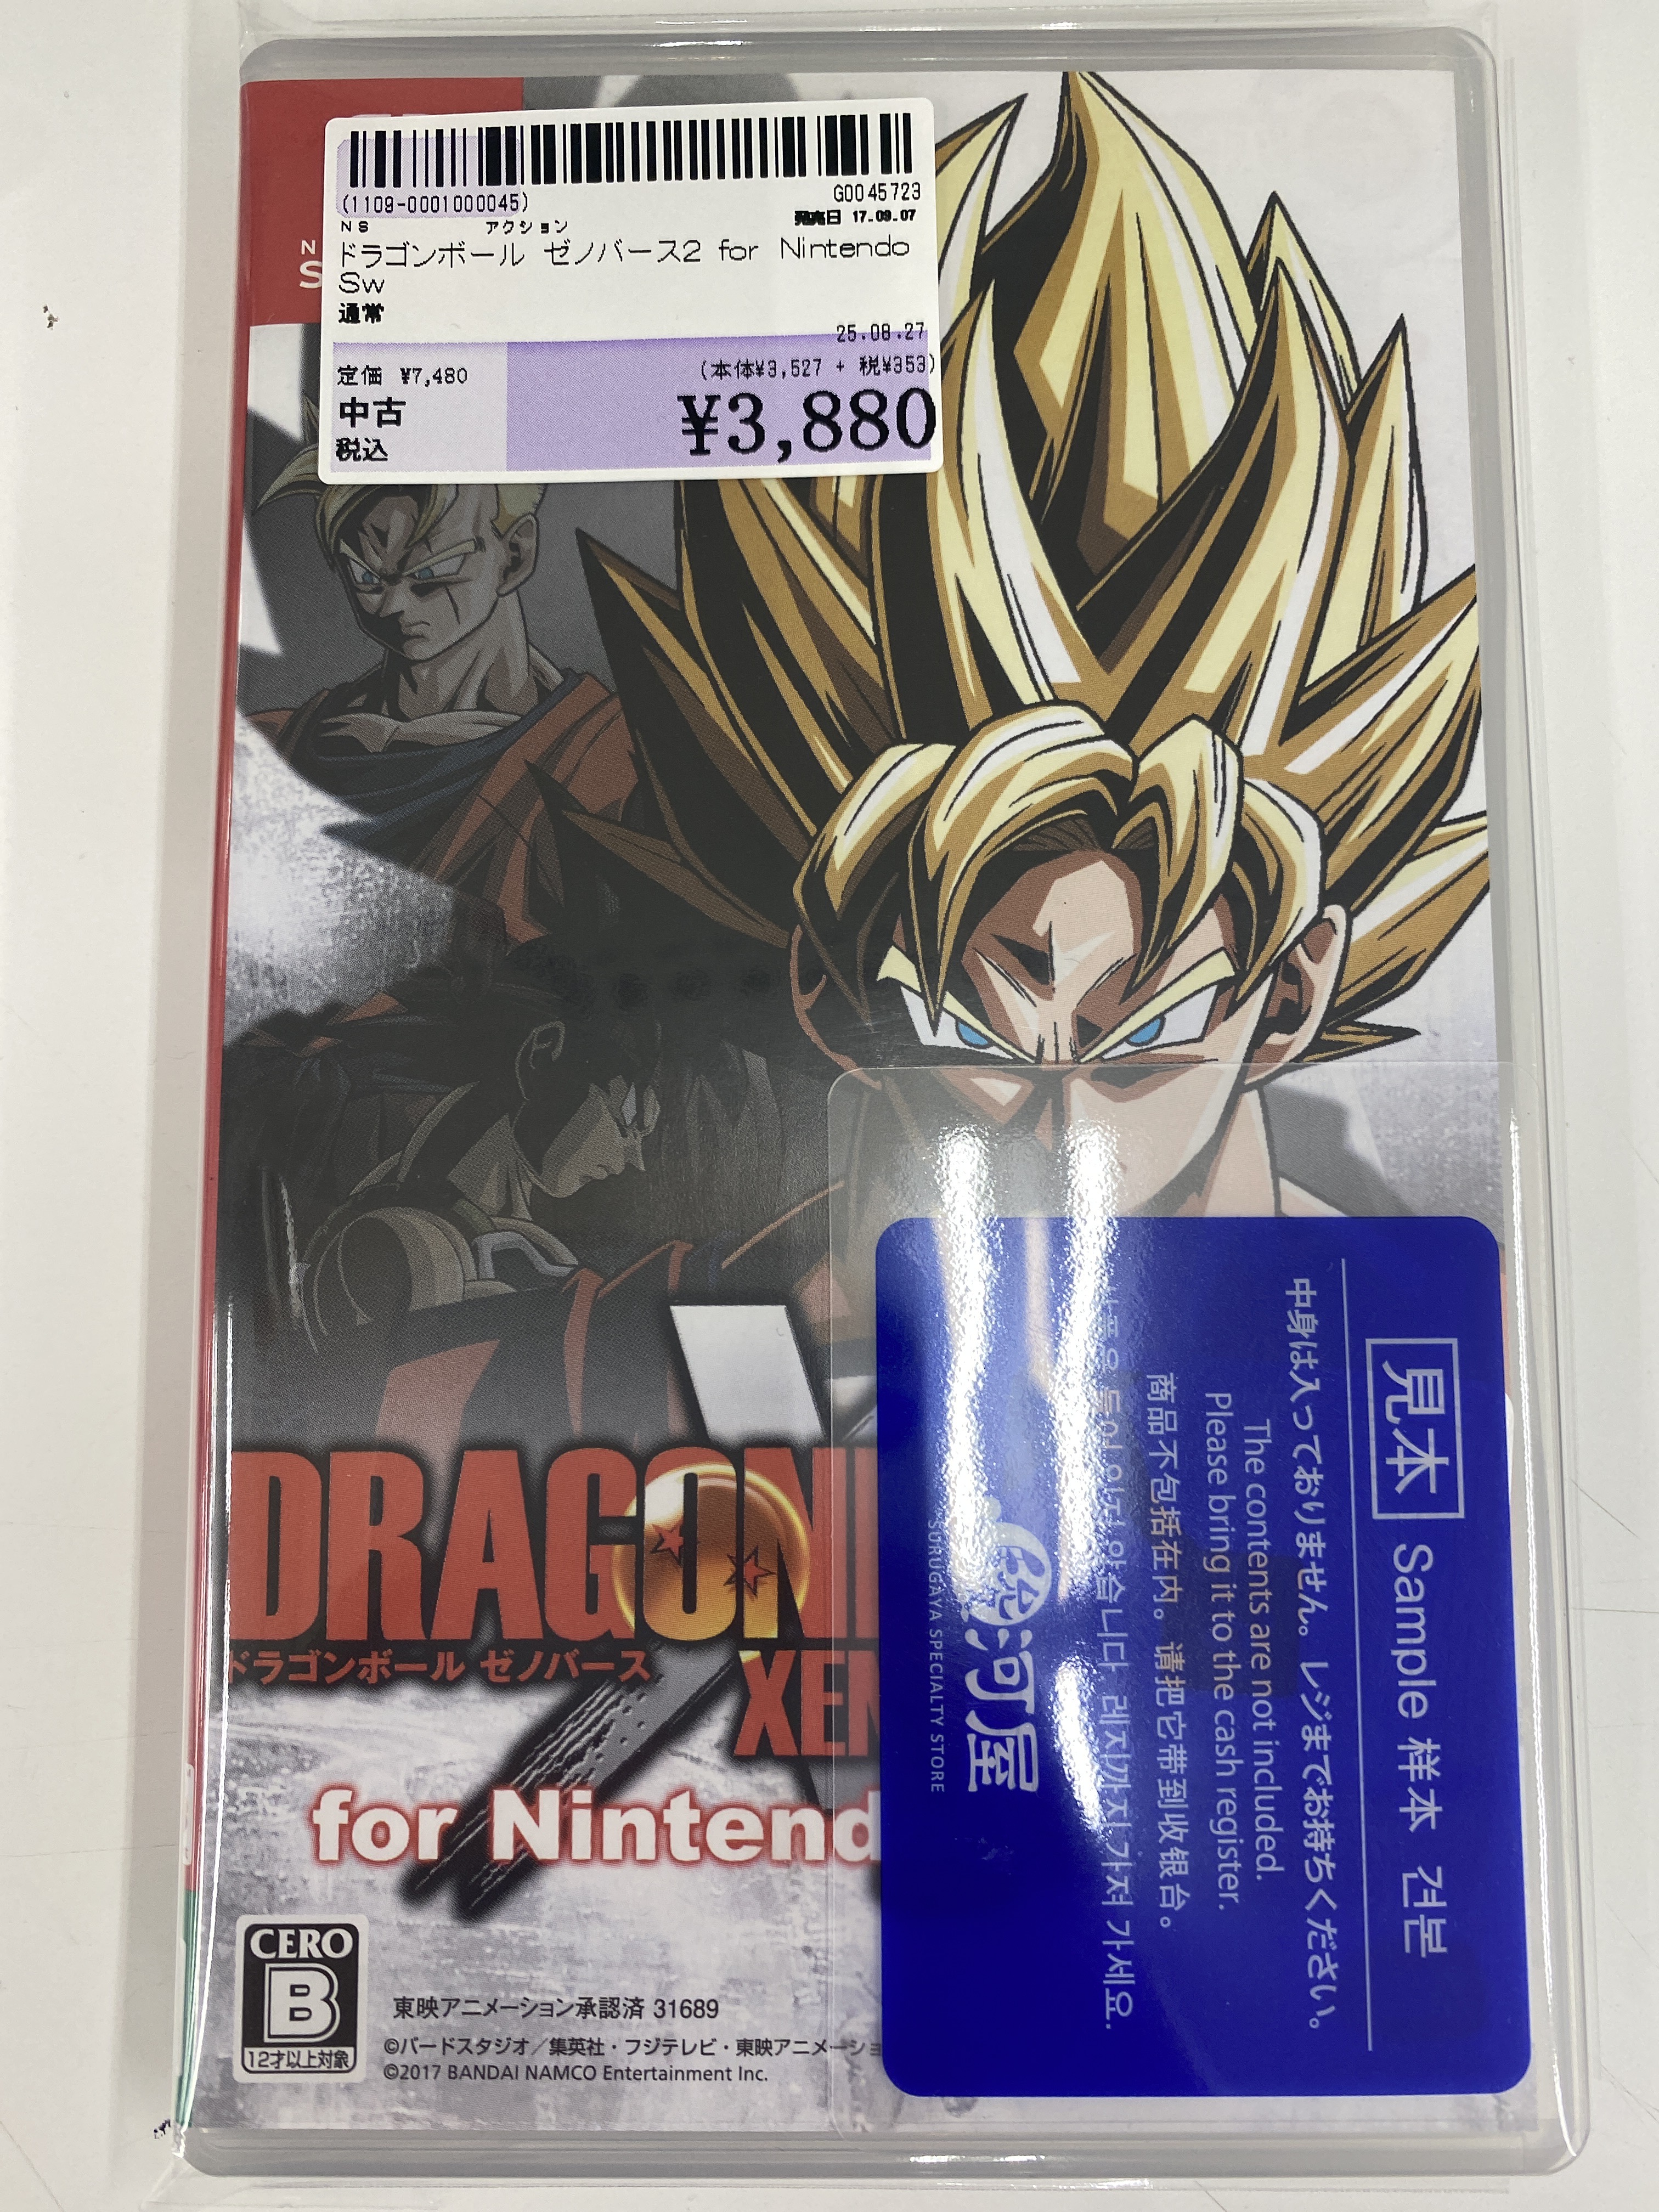 (1109-0001000045)
G0045723
NS アクション 発売日 17.09.07
ドラゴンボール ゼノバース2 for Nintendo
Sw
通常
25.08.27
定価 ¥7,480
(本体¥3,527 + 税¥353)
中古
税込
¥3,880
DRAGON
ドラゴンボール ゼノバース
XEN
for Nintend
CERO
B
12才以上対象
東映アニメーション承認済 31689
©バードスタジオ／集英社・フジテレビ・東映アニメーショ
©2017 BANDAI NAMCO Entertainment Inc.
見本 Sample 样本 견본
中身は入っておりません。レジまでお持ちください。
The contents are not included.
Please bring it to the cash register.
商品不包括在内。请把它带到收银台。
들어 있지 않습니다 레지까지 가져 가세요.
河屋
SURUGAYA SPECIALTY STORE